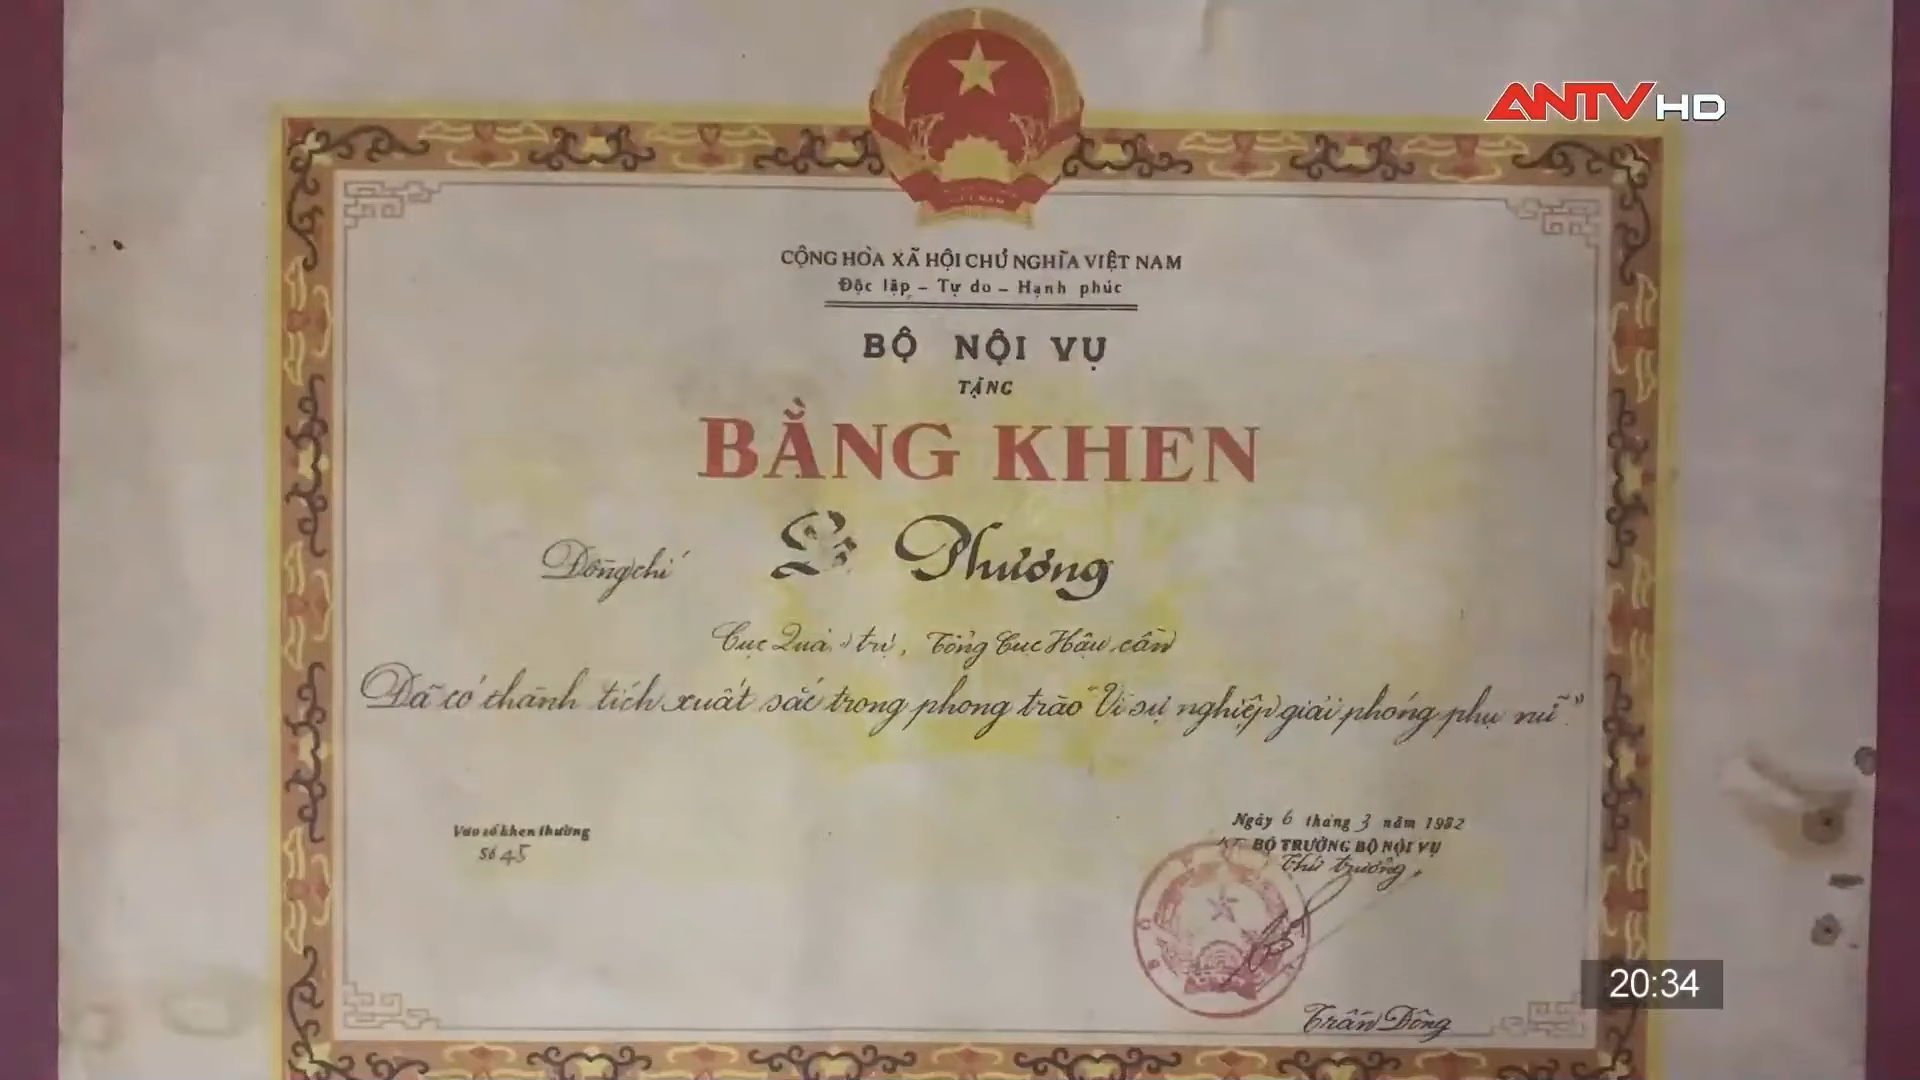 ANTV HD
CỘNG HÒA XÃ HỘI CHỦ NGHĨA VIỆT NAM
Độc lập - Tự do - Hạnh phúc
BỘ NỘI VỤ
TẶNG
BẰNG KHEN
Đồng chí Phương
Cục trị, Tổng Cục Hậu cần
Đã có thành tích xuất sắc trong phong trào "Vì sự nghiệp giải phóng phụ nữ."
Vào sổ khen thưởng
Số 45
Ngày 6 tháng 3 năm 1982
KT BỘ TRƯỞNG BỘ NỘI VỤ
Thứ trưởng,
Trần Đông
20:34